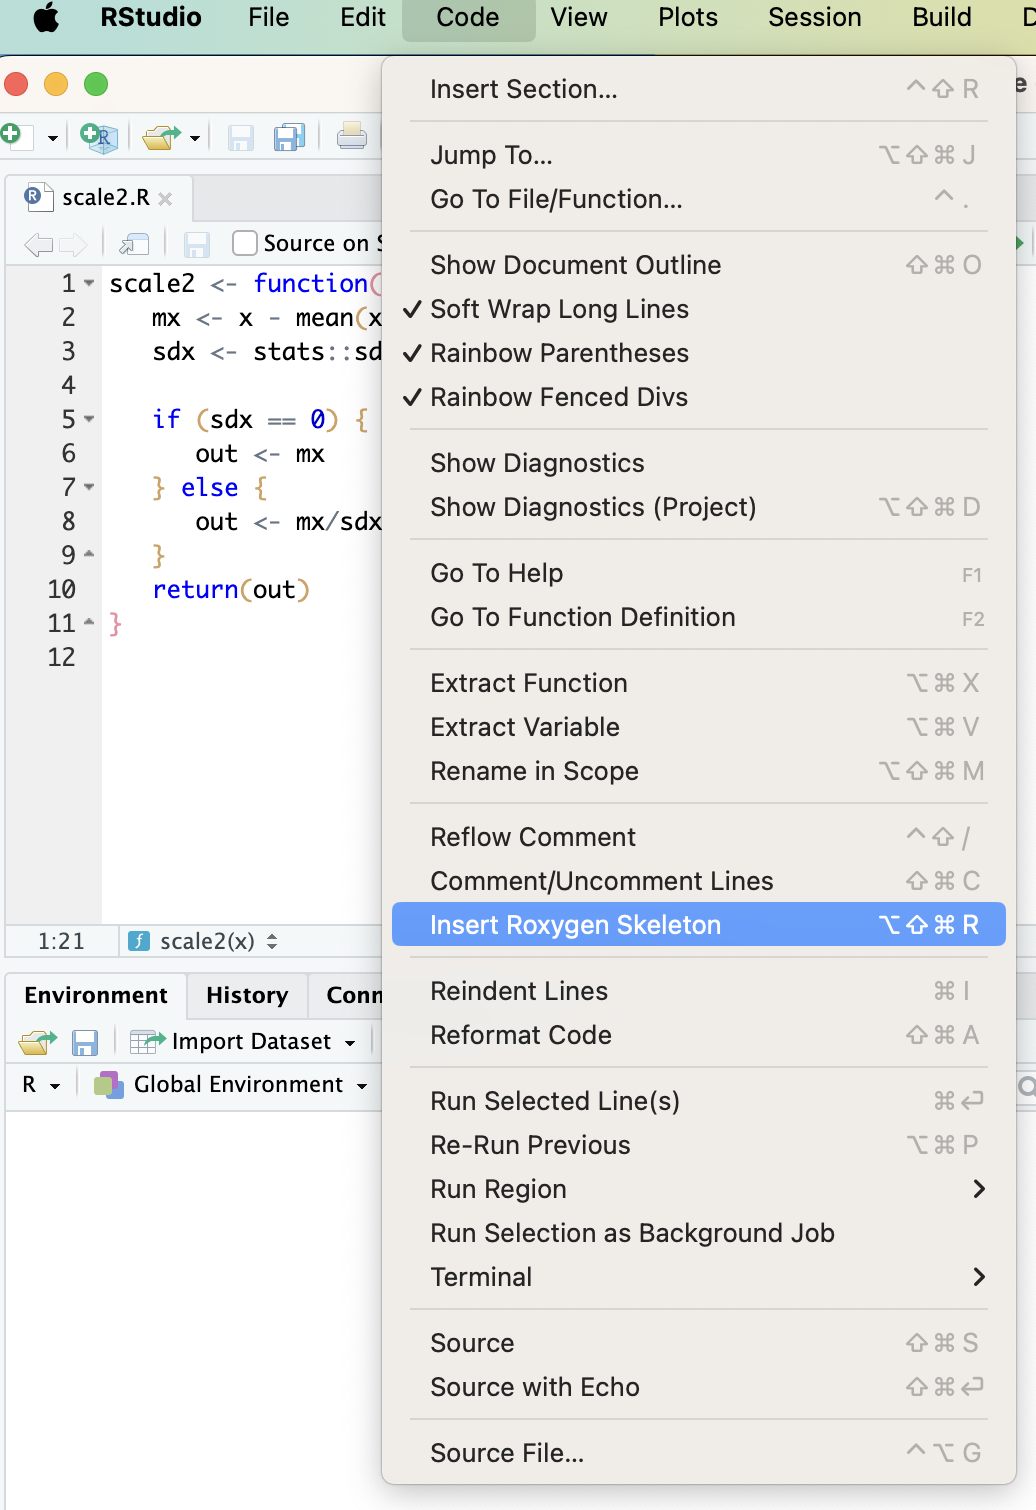 RStudio File Edit Code View Plots Session Build
scale2.R
Source on
1 scale2 <- function(
2 mx <- x - mean(x
3 sdx <- stats::sd
4
5 if (sdx == 0) {
6 out <- mx
7 } else {
8 out <- mx/sdx
9 }
10 return(out)
11 }
12
1:21 scale2(x)
Environment History
Import Dataset
R Global Environment
Insert Section... ⌃⇧R
Jump To... ⌥⇧⌘J
Go To File/Function... ⌃.
Show Document Outline ⇧⌘O
✓ Soft Wrap Long Lines
✓ Rainbow Parentheses
✓ Rainbow Fenced Divs
Show Diagnostics
Show Diagnostics (Project) ⌥⇧⌘D
Go To Help F1
Go To Function Definition F2
Extract Function ⌥⌘X
Extract Variable ⌥⌘V
Rename in Scope ⌥⇧⌘M
Reflow Comment ⌃⇧/
Comment/Uncomment Lines ⇧⌘C
Insert Roxygen Skeleton ⌥⇧⌘R
Reindent Lines ⌘I
Reformat Code ⇧⌘A
Run Selected Line(s) ⌘↩
Re-Run Previous ⌥⌘P
Run Region
Run Selection as Background Job
Terminal
Source ⇧⌘S
Source with Echo ⇧⌘↩
Source File... ⌃⌥G